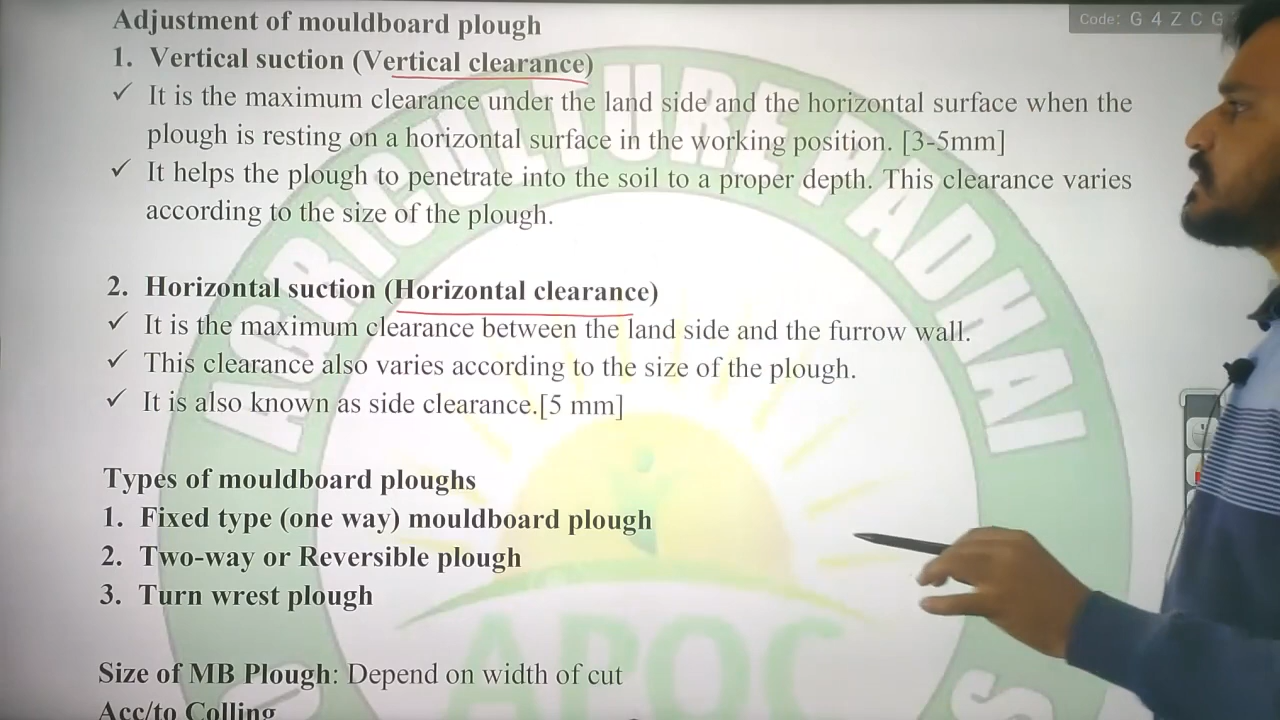 Code: G 4 Z C G
Adjustment of mouldboard plough
1. Vertical suction (Vertical clearance)
✓ It is the maximum clearance under the land side and the horizontal surface when the
plough is resting on a horizontal surface in the working position. [3-5mm]
✓ It helps the plough to penetrate into the soil to a proper depth. This clearance varies
according to the size of the plough.
2. Horizontal suction (Horizontal clearance)
✓ It is the maximum clearance between the land side and the furrow wall.
✓ This clearance also varies according to the size of the plough.
✓ It is also known as side clearance.[5 mm]
Types of mouldboard ploughs
1. Fixed type (one way) mouldboard plough
2. Two-way or Reversible plough
3. Turn wrest plough
Size of MB Plough: Depend on width of cut
Acc/to Colling
AGRICULTURE PADHAI
APOC